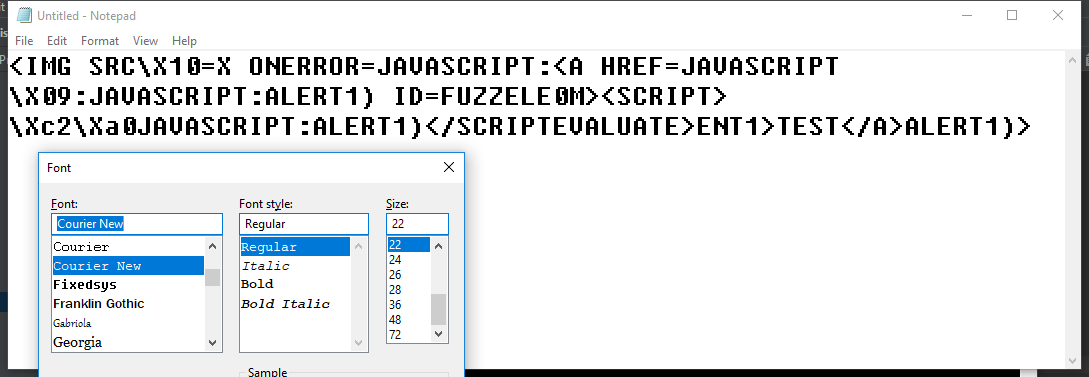 Untitled - Notepad
File Edit Format View Help
<IMG SRC\X10=X ONERROR=JAVASCRIPT:<A HREF=JAVASCRIPT
\X09:JAVASCRIPT:ALERT1) ID=FUZZELE0M><SCRIPT>
\Xc2\Xa0JAVASCRIPT:ALERT1)</SCRIPTEVALUATE>ENT1>TEST</A>ALERT1)>
Font
Font: Font style: Size:
Courier New Regular 22
Courier Regular 22
Courier New Italic 24
Fixedsys Bold 26
Franklin Gothic Bold Italic 28
Gabriola 36
Georgia 48
72
Sample